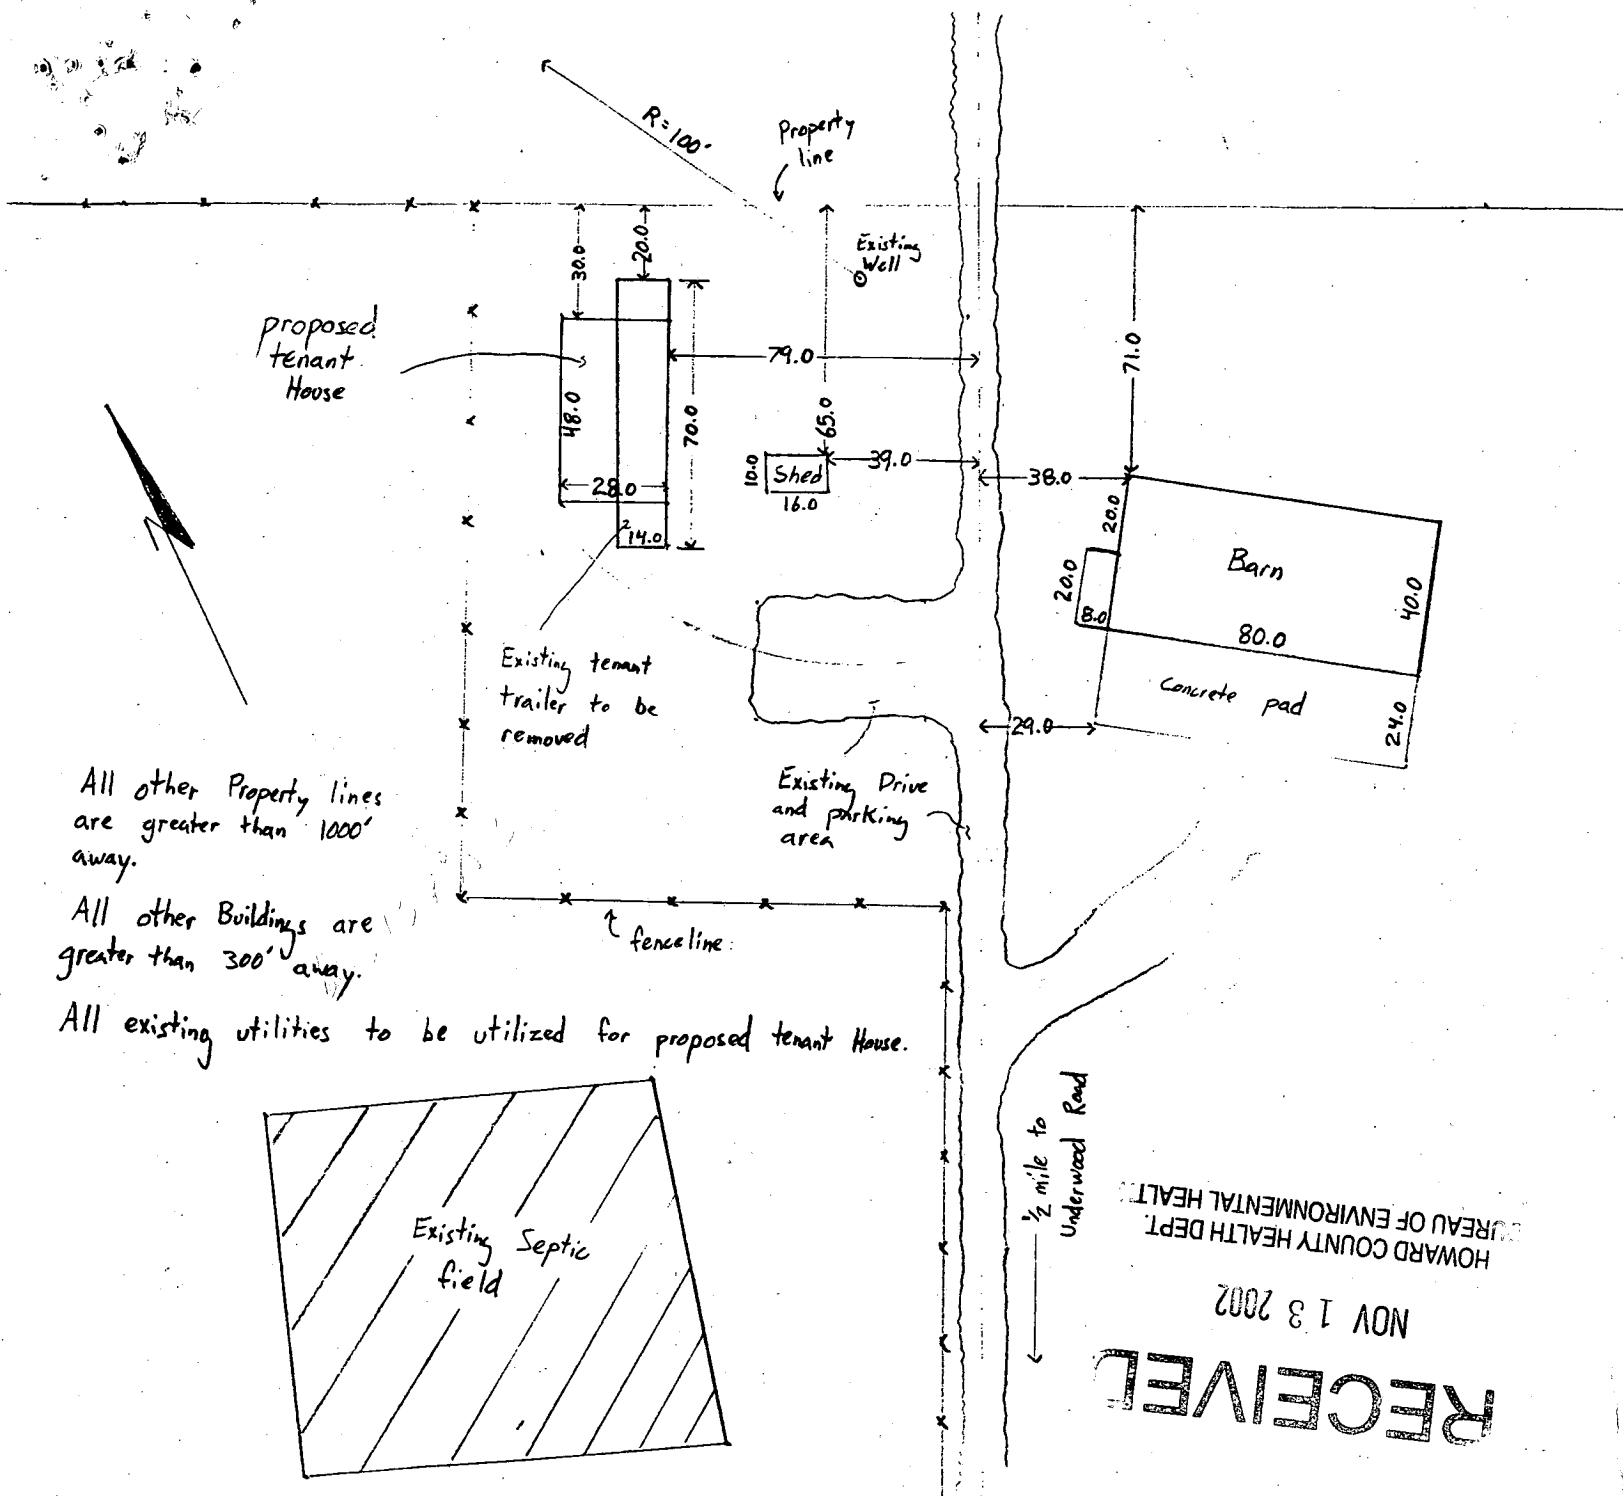 R=100'
Property
line
30.0
20.0
Existing
Well
proposed
tenant
House
79.0
71.0
48.0
70.0
65.0
39.0
38.0
10.0
Shed
16.0
28.0
14.0
20.0
Barn
20.0
8.0
40.0
80.0
Existing tenant
trailer to be
removed
Concrete pad
29.0
24.0
Existing Drive
and parking
area
All other Property lines
are greater than 1000'
away.
All other Buildings are
greater than 300' away.
fenceline
All existing utilities to be utilized for proposed tenant House.
1/2 mile to
Underwood Road
Existing Septic
field
RECEIVED
NOV 13 2002
HOWARD COUNTY HEALTH DEPT.
BUREAU OF ENVIRONMENTAL HEALTH